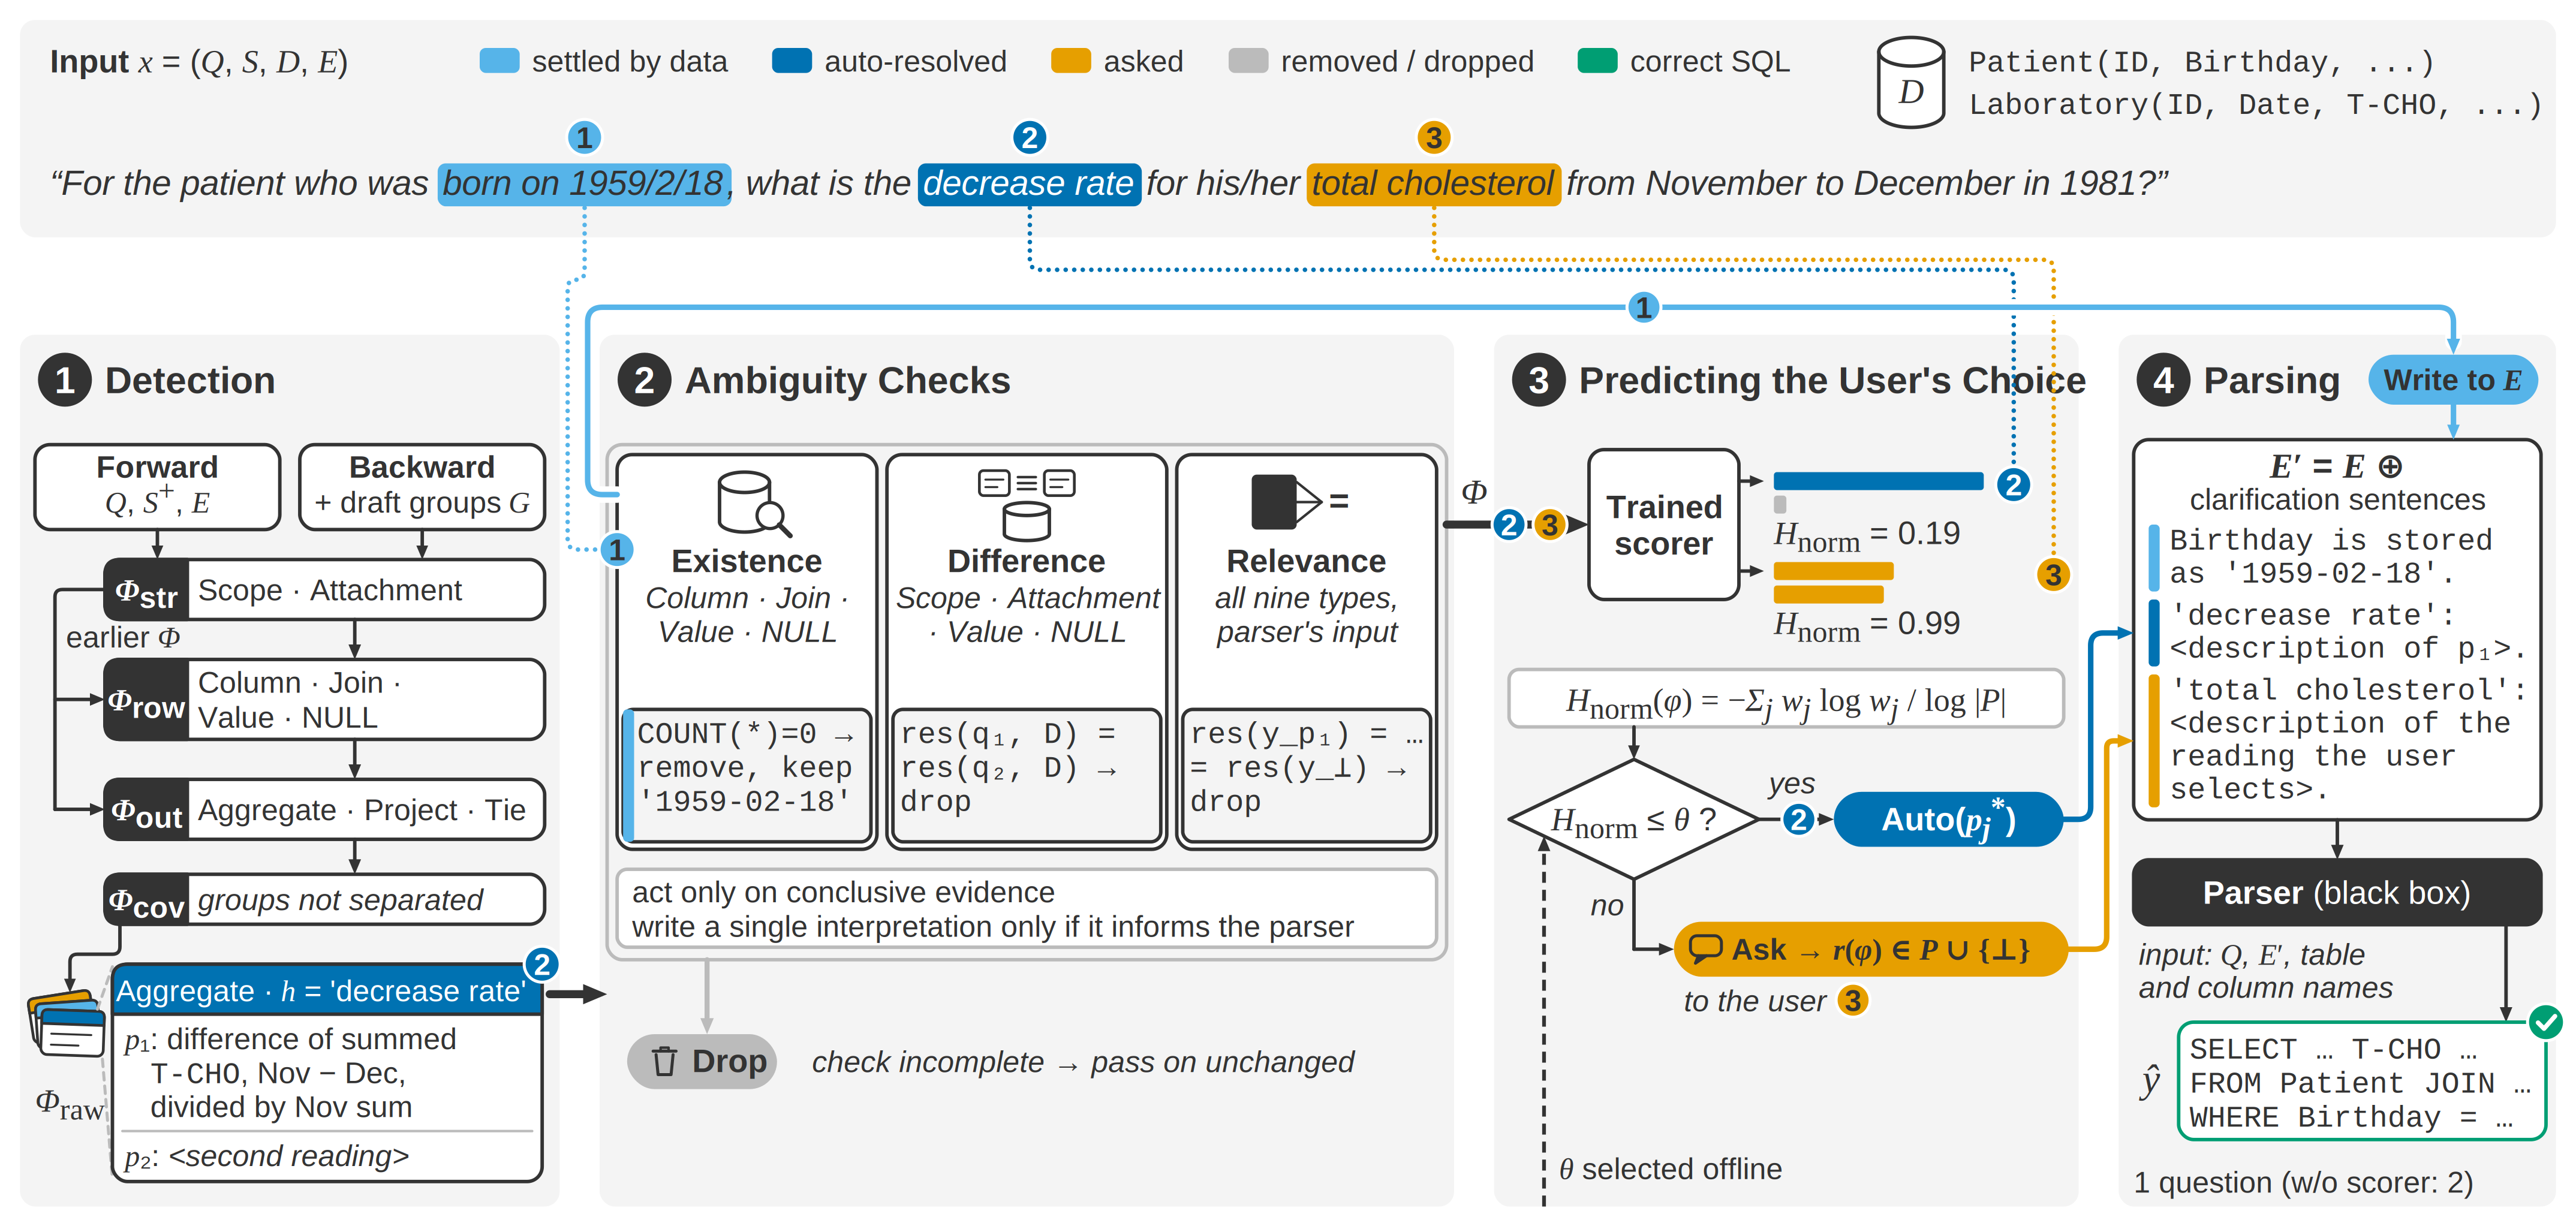 Input x = (Q, S, D, E)
settled by data
auto-resolved
asked
removed / dropped
correct SQL
D
Patient(ID, Birthday, ...)
Laboratory(ID, Date, T-CHO, ...)
1
2
3
“For the patient who was born on 1959/2/18, what is the decrease rate for his/her total cholesterol from November to December in 1981?”
1
1 Detection
Forward
Q, S⁺, E
Backward
+ draft groups G
Φstr
Scope · Attachment
earlier Φ
Φrow
Column · Join ·
Value · NULL
Φout
Aggregate · Project · Tie
Φcov
groups not separated
Φraw
2
Aggregate · h = 'decrease rate'
p₁: difference of summed
T-CHO, Nov − Dec,
divided by Nov sum
p₂: <second reading>
2 Ambiguity Checks
1
Existence
Column · Join ·
Value · NULL
COUNT(*)=0 →
remove, keep
'1959-02-18'
Difference
Scope · Attachment
· Value · NULL
res(q₁, D) =
res(q₂, D) →
drop
=
Relevance
all nine types,
parser's input
res(y_p₁) = …
= res(y_⊥) →
drop
act only on conclusive evidence
write a single interpretation only if it informs the parser
Drop
check incomplete → pass on unchanged
Φ
2
3
3 Predicting the User's Choice
Trained
scorer
2
Hnorm = 0.19
3
Hnorm = 0.99
Hnorm(φ) = −Σj wj log wj / log |P|
Hnorm ≤ θ ?
yes
2
Auto(pj*)
no
Ask → r(φ) ∈ P ∪ {⊥}
to the user 3
θ selected offline
4 Parsing
Write to E
E′ = E ⊕
clarification sentences
Birthday is stored
as '1959-02-18'.
'decrease rate':
<description of p₁>.
'total cholesterol':
<description of the
reading the user
selects>.
Parser (black box)
input: Q, E′, table
and column names
ŷ
SELECT … T-CHO …
FROM Patient JOIN …
WHERE Birthday = …
1 question (w/o scorer: 2)